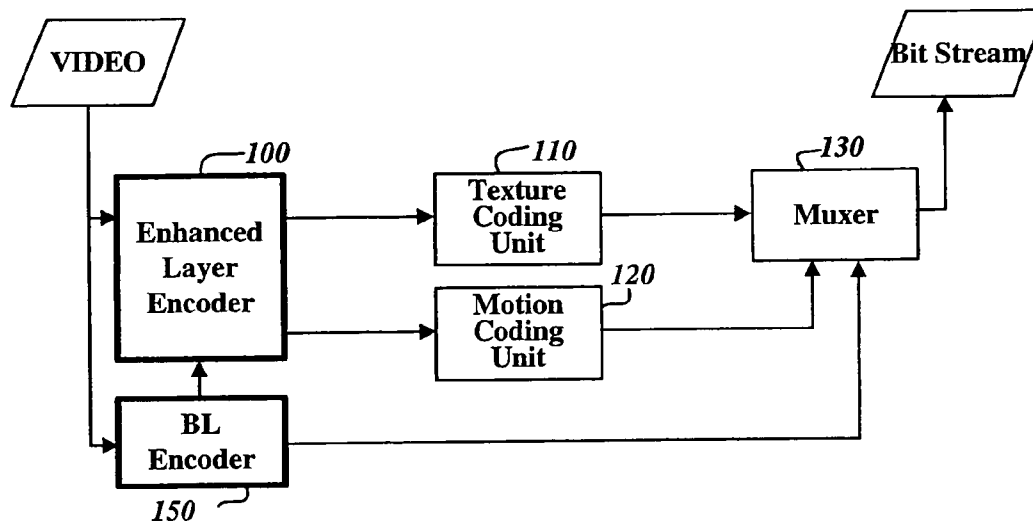 VIDEO
Bit Stream
100
110
130
Enhanced
Layer
Encoder
Texture
Coding
Unit
Muxer
120
Motion
Coding
Unit
BL
Encoder
150